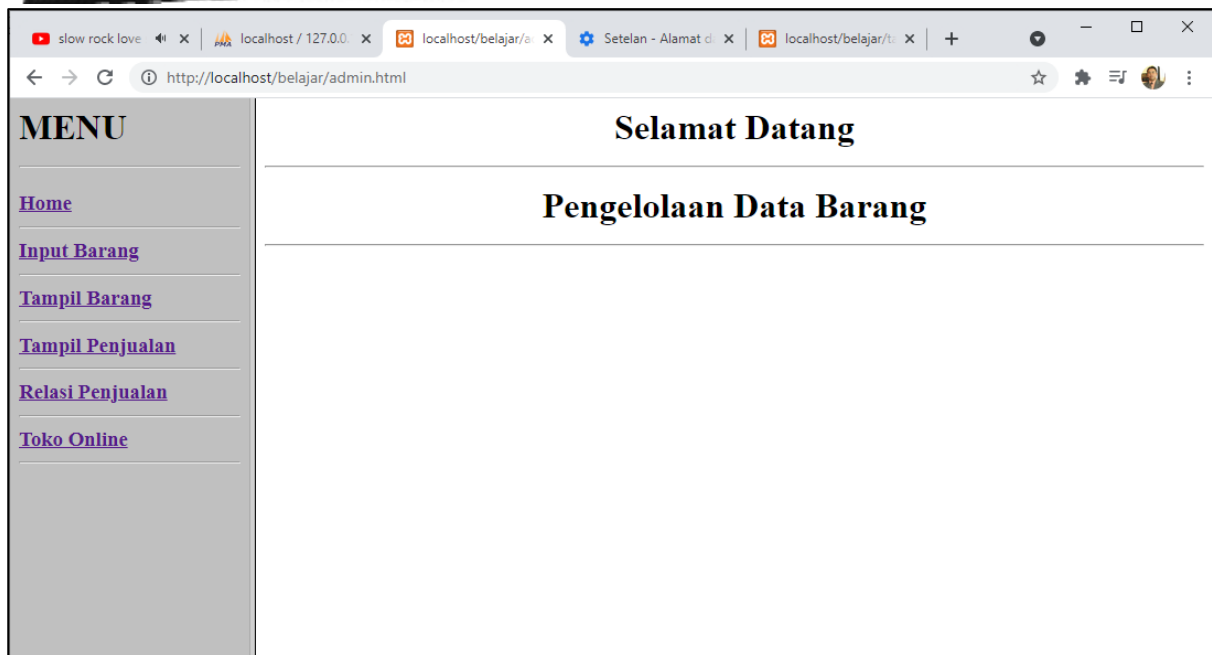 slow rock love
localhost / 127.0.0.
localhost/belajar/a
Setelan - Alamat d
localhost/belajar/t
http://localhost/belajar/admin.html
MENU
Home
Input Barang
Tampil Barang
Tampil Penjualan
Relasi Penjualan
Toko Online
Selamat Datang
Pengelolaan Data Barang